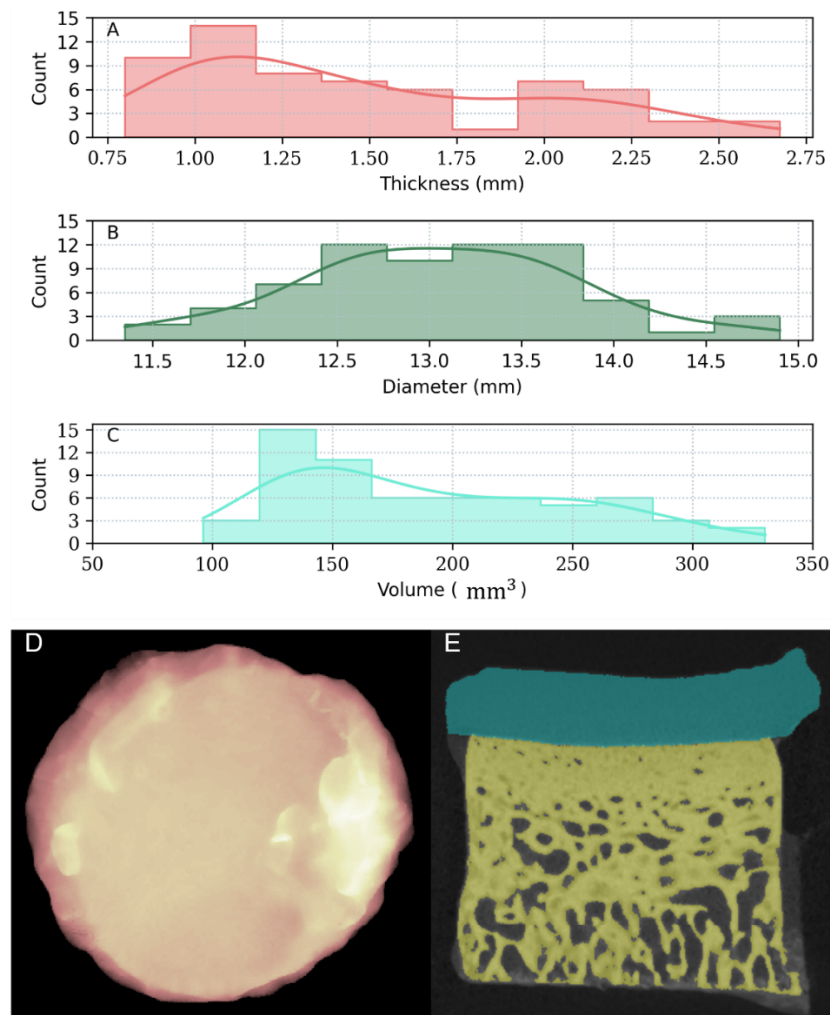 A
15
12
9
6
3
0
Count
0.75 1.00 1.25 1.50 1.75 2.00 2.25 2.50 2.75
Thickness (mm)
B
15
12
9
6
3
0
Count
11.5 12.0 12.5 13.0 13.5 14.0 14.5 15.0
Diameter (mm)
C
15
12
9
6
3
0
Count
50 100 150 200 250 300 350
Volume ( mm³ )
D
E